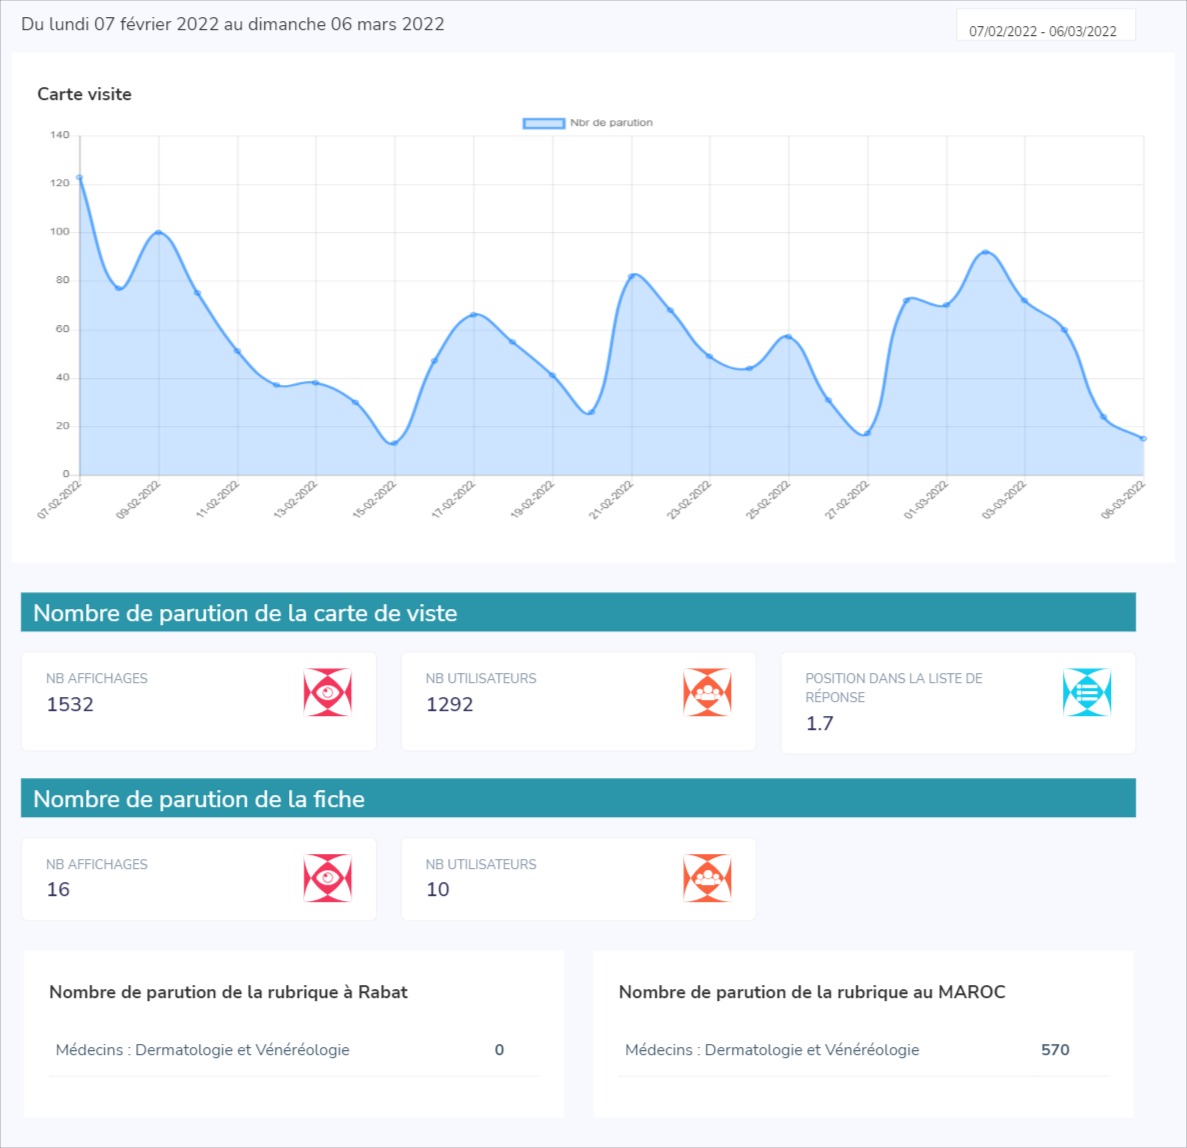 Du lundi 07 février 2022 au dimanche 06 mars 2022
07/02/2022 - 06/03/2022
Carte visite
Nbr de parution
140
120
100
80
60
40
20
0
07-02-2022
09-02-2022
11-02-2022
13-02-2022
15-02-2022
17-02-2022
19-02-2022
21-02-2022
23-02-2022
25-02-2022
27-02-2022
01-03-2022
03-03-2022
06-03-2022
Nombre de parution de la carte de viste
NB AFFICHAGES
1532
NB UTILISATEURS
1292
POSITION DANS LA LISTE DE
RÉPONSE
1.7
Nombre de parution de la fiche
NB AFFICHAGES
16
NB UTILISATEURS
10
Nombre de parution de la rubrique à Rabat
Médecins : Dermatologie et Vénéréologie 0
Nombre de parution de la rubrique au MAROC
Médecins : Dermatologie et Vénéréologie 570